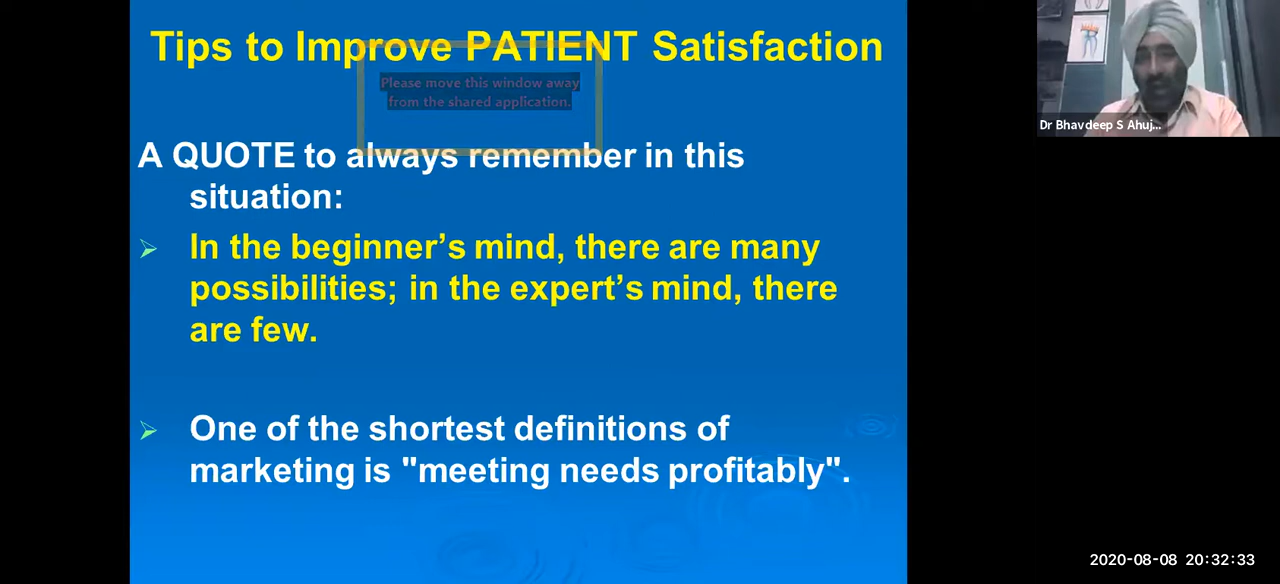 Tips to Improve PATIENT Satisfaction
Please move this window away
from the shared application.
A QUOTE to always remember in this
situation:
In the beginner's mind, there are many
possibilities; in the expert's mind, there
are few.
One of the shortest definitions of
marketing is "meeting needs profitably".
Dr Bhavdeep S Ahuj...
2020-08-08 20:32:33